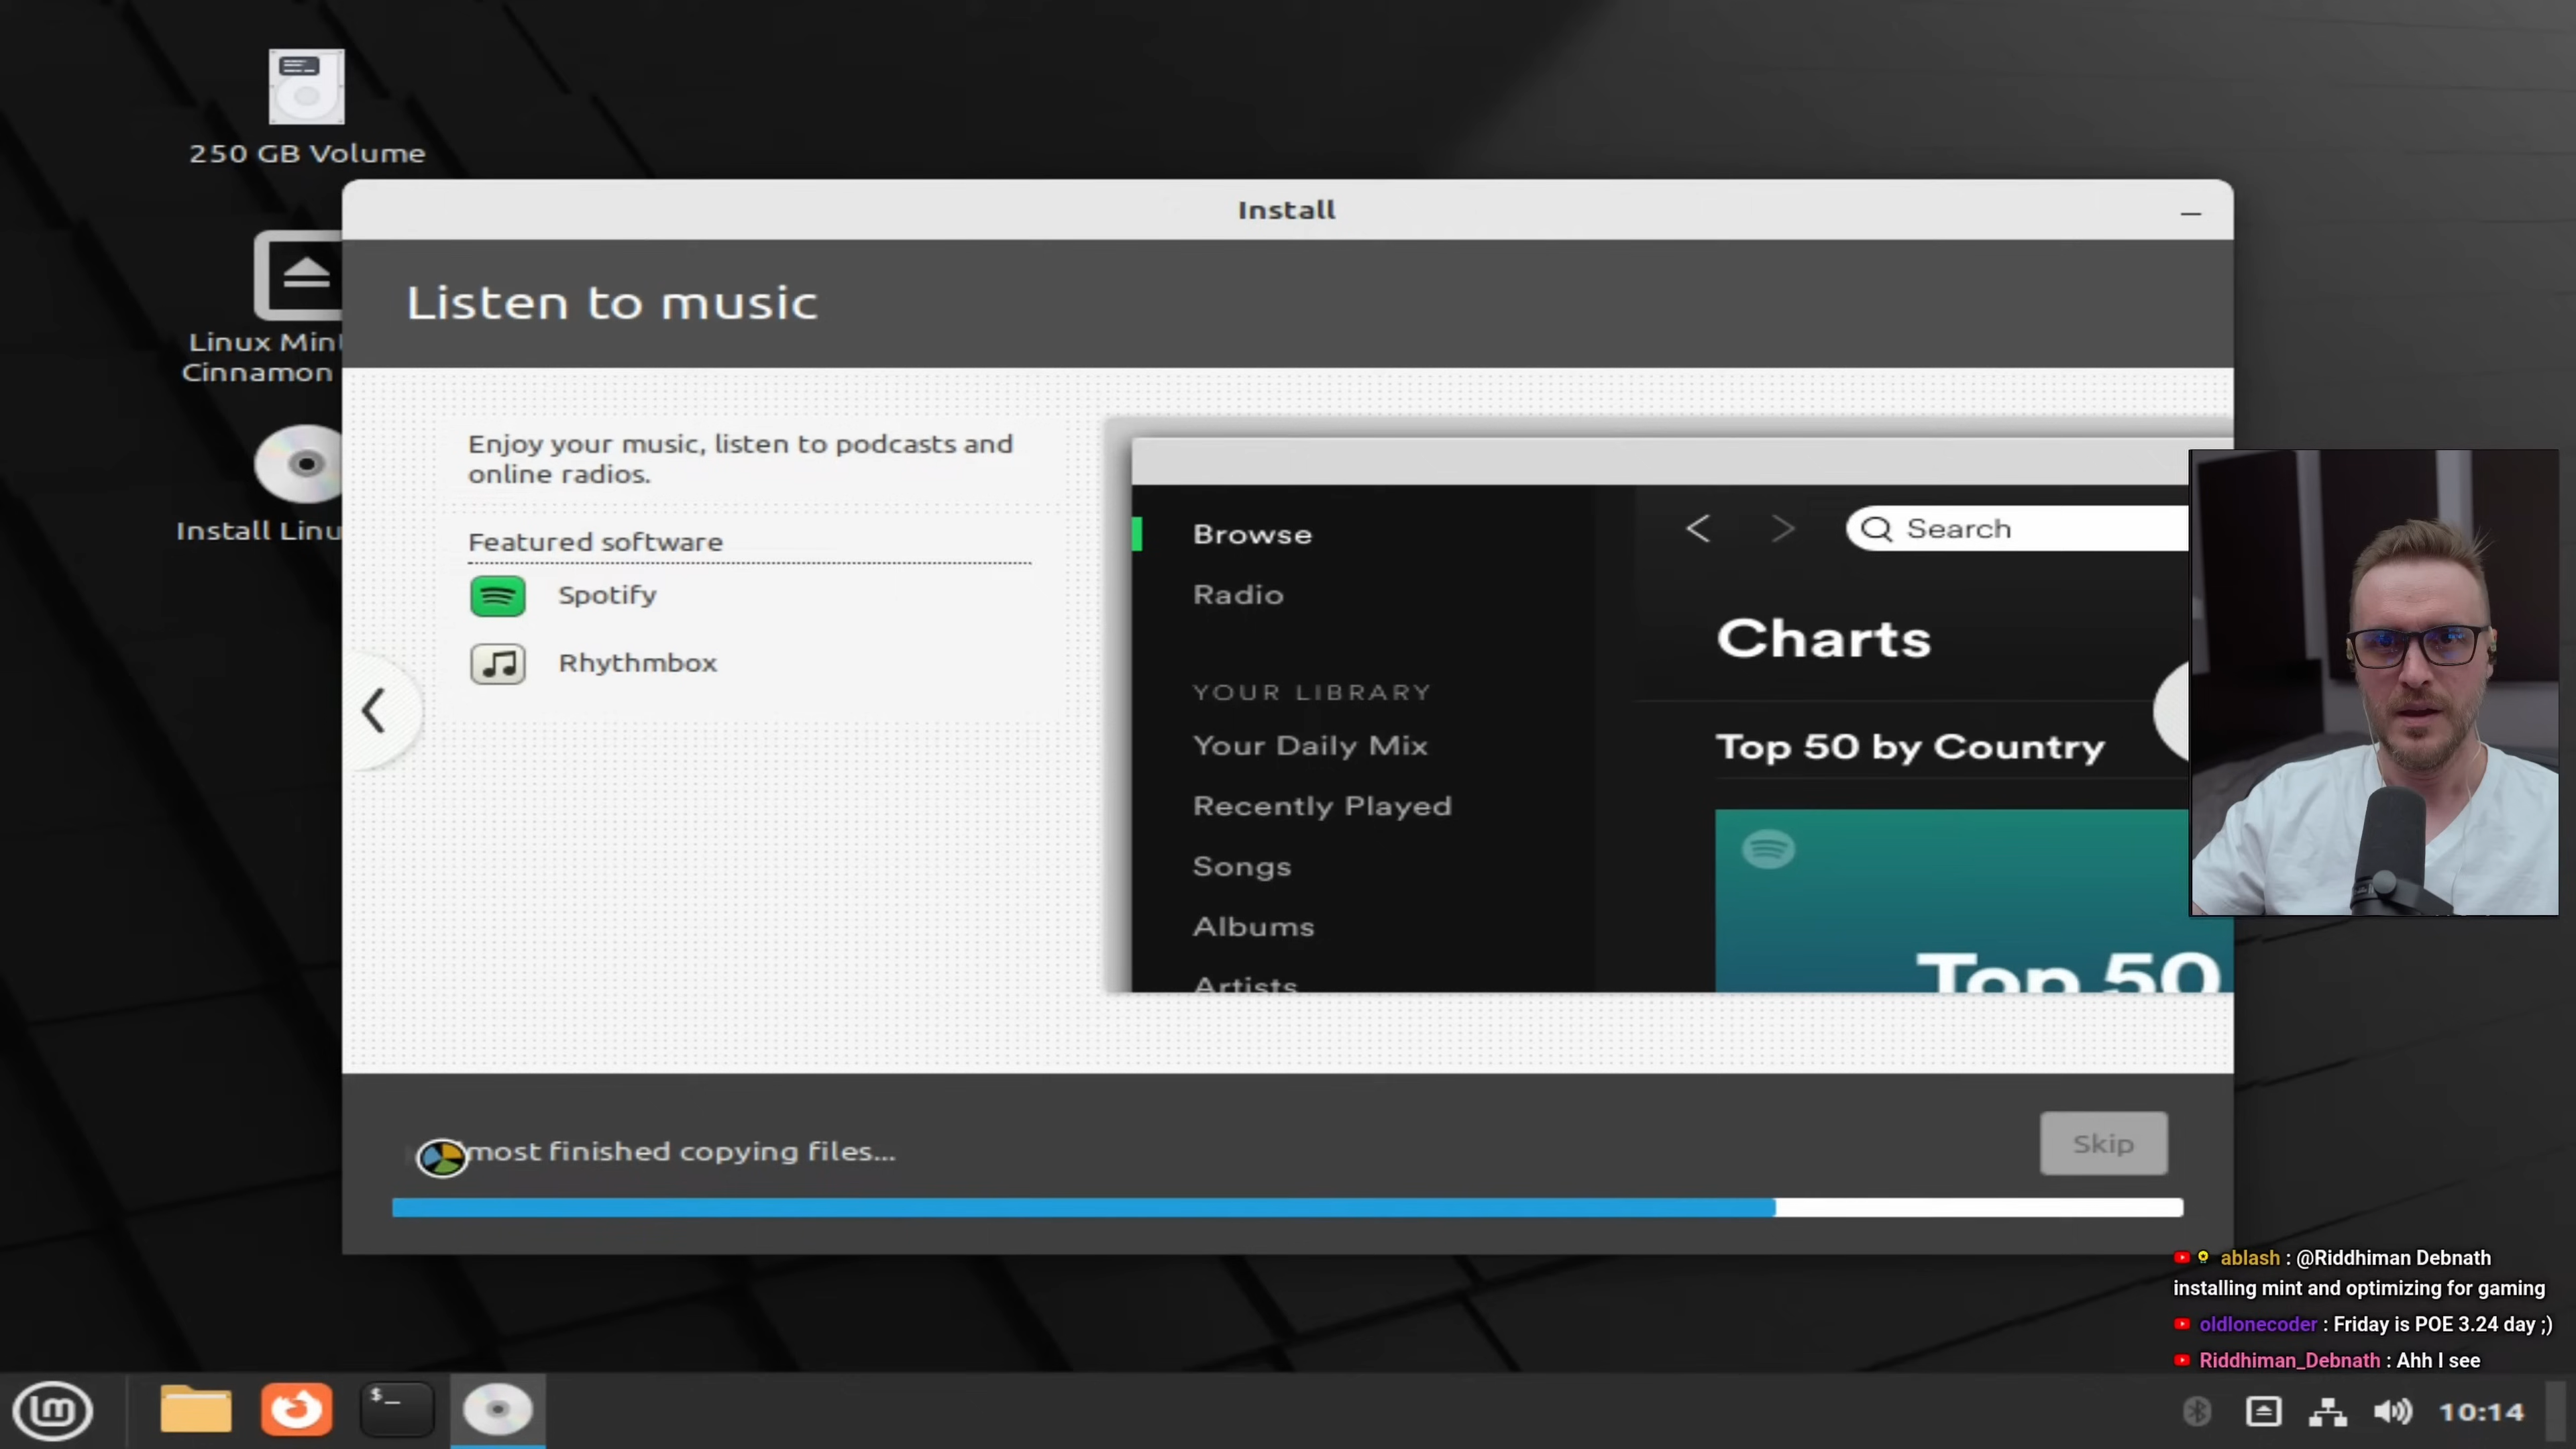 250 GB Volume
Install
Listen to music
Linux Mint
Cinnamon
Install Linu
Enjoy your music, listen to podcasts and
online radios.
Featured software
Spotify
Rhythmbox
Browse
Radio
YOUR LIBRARY
Your Daily Mix
Recently Played
Songs
Albums
Artists
Search
Charts
Top 50 by Country
Top 50
most finished copying files...
Skip
ablash : @Riddhiman Debnath
installing mint and optimizing for gaming
oldlonecoder : Friday is POE 3.24 day ;)
Riddhiman_Debnath : Ahh I see
lm
$_
10:14